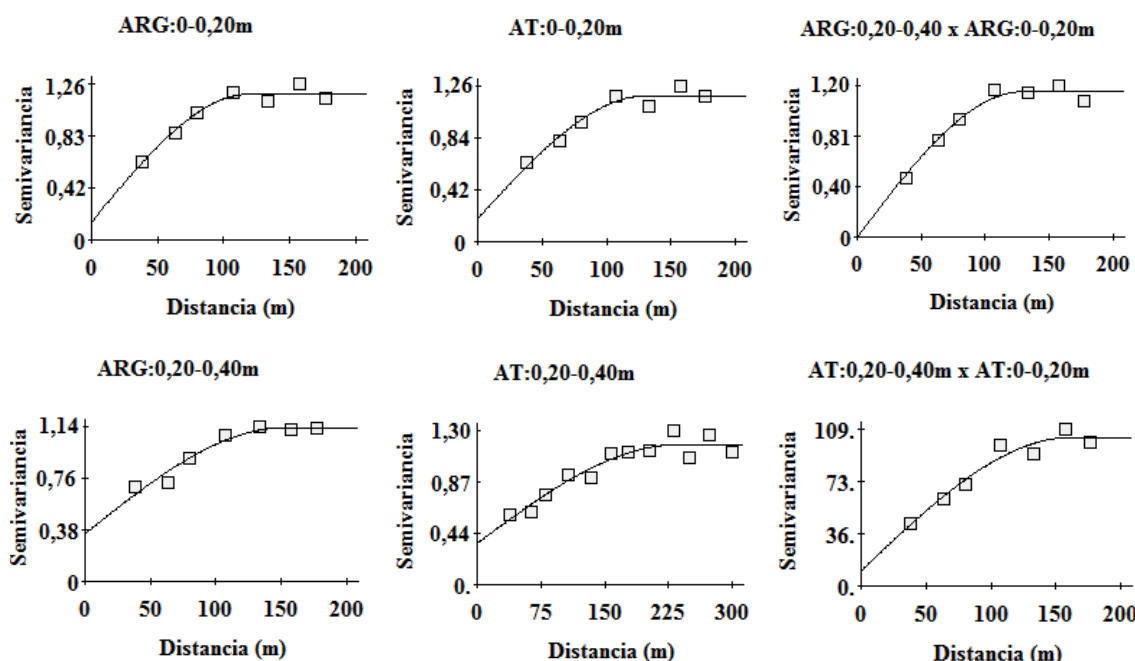 ARG:0-0,20m
AT:0-0,20m
ARG:0,20-0,40 x ARG:0-0,20m
Semivariancia
1,26
0,83
0,42
0
0 50 100 150 200
Distancia (m)
Semivariancia
1,26
0,84
0,42
0
0 50 100 150 200
Distancia (m)
Semivariancia
1,20
0,81
0,40
0
0 50 100 150 200
Distancia (m)
ARG:0,20-0,40m
AT:0,20-0,40m
AT:0,20-0,40m x AT:0-0,20m
Semivariancia
1,14
0,76
0,38
0
0 50 100 150 200
Distancia (m)
Semivariancia
1,30
0,87
0,44
0.
0 75 150 225 300
Distancia (m)
Semivariancia
109.
73.
36.
0.
0 50 100 150 200
Distancia (m)